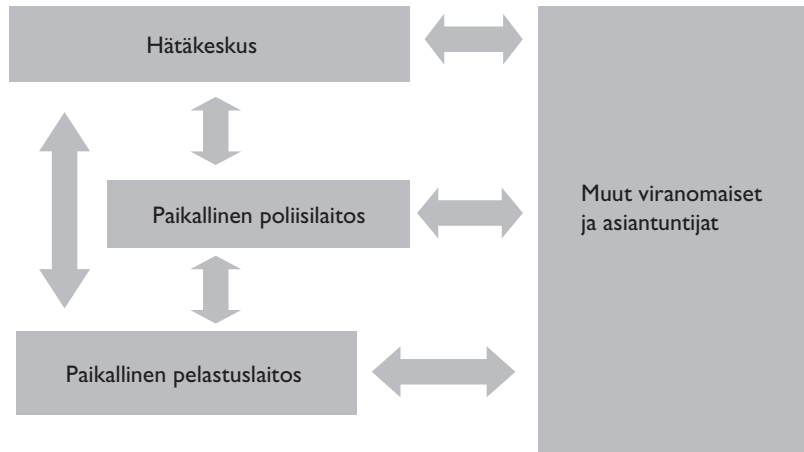 Hätäkeskus
Paikallinen poliisilaitos
Muut viranomaiset
ja asiantuntijat
Paikallinen pelastuslaitos